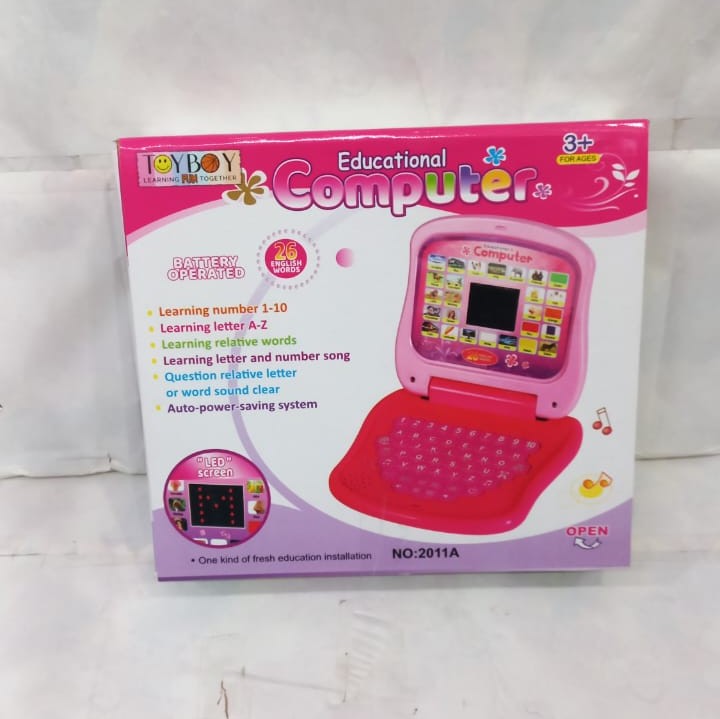 TOYBOY
LEARNING FUN TOGETHER
Educational
Computer
3+
FOR AGES
BATTERY
OPERATED
26
ENGLISH
WORDS
• Learning number 1-10
• Learning letter A-Z
• Learning relative words
• Learning letter and number song
• Question relative letter
or word sound clear
• Auto-power-saving system
Computer
"LED"
screen
• One kind of fresh education installation
NO:2011A
OPEN